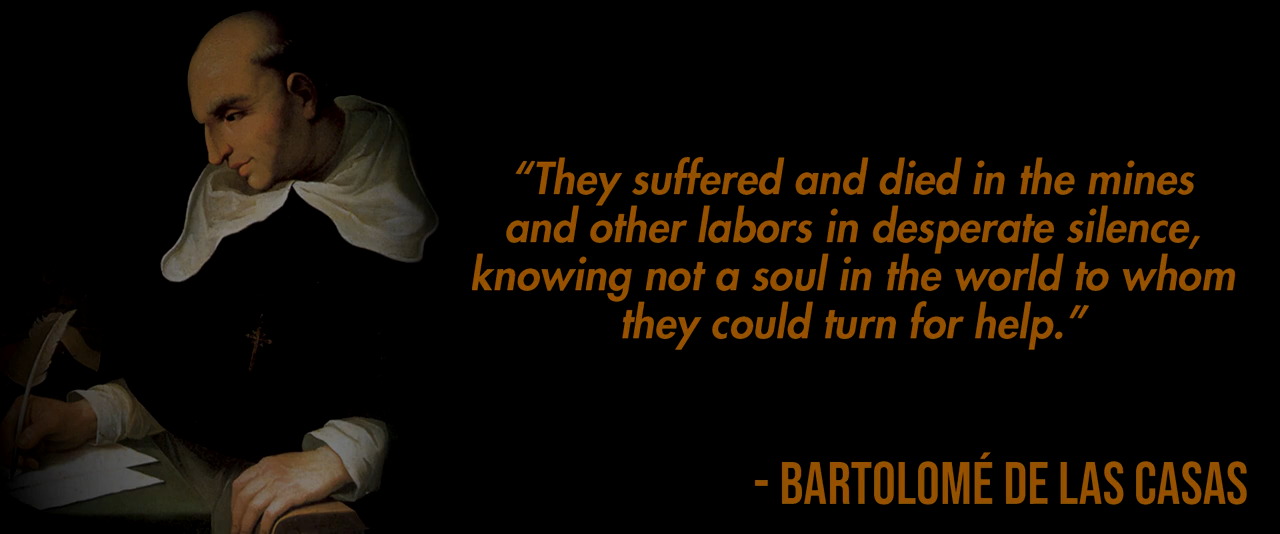 “They suffered and died in the mines
and other labors in desperate silence,
knowing not a soul in the world to whom
they could turn for help.”
- BARTOLOMÉ DE LAS CASAS